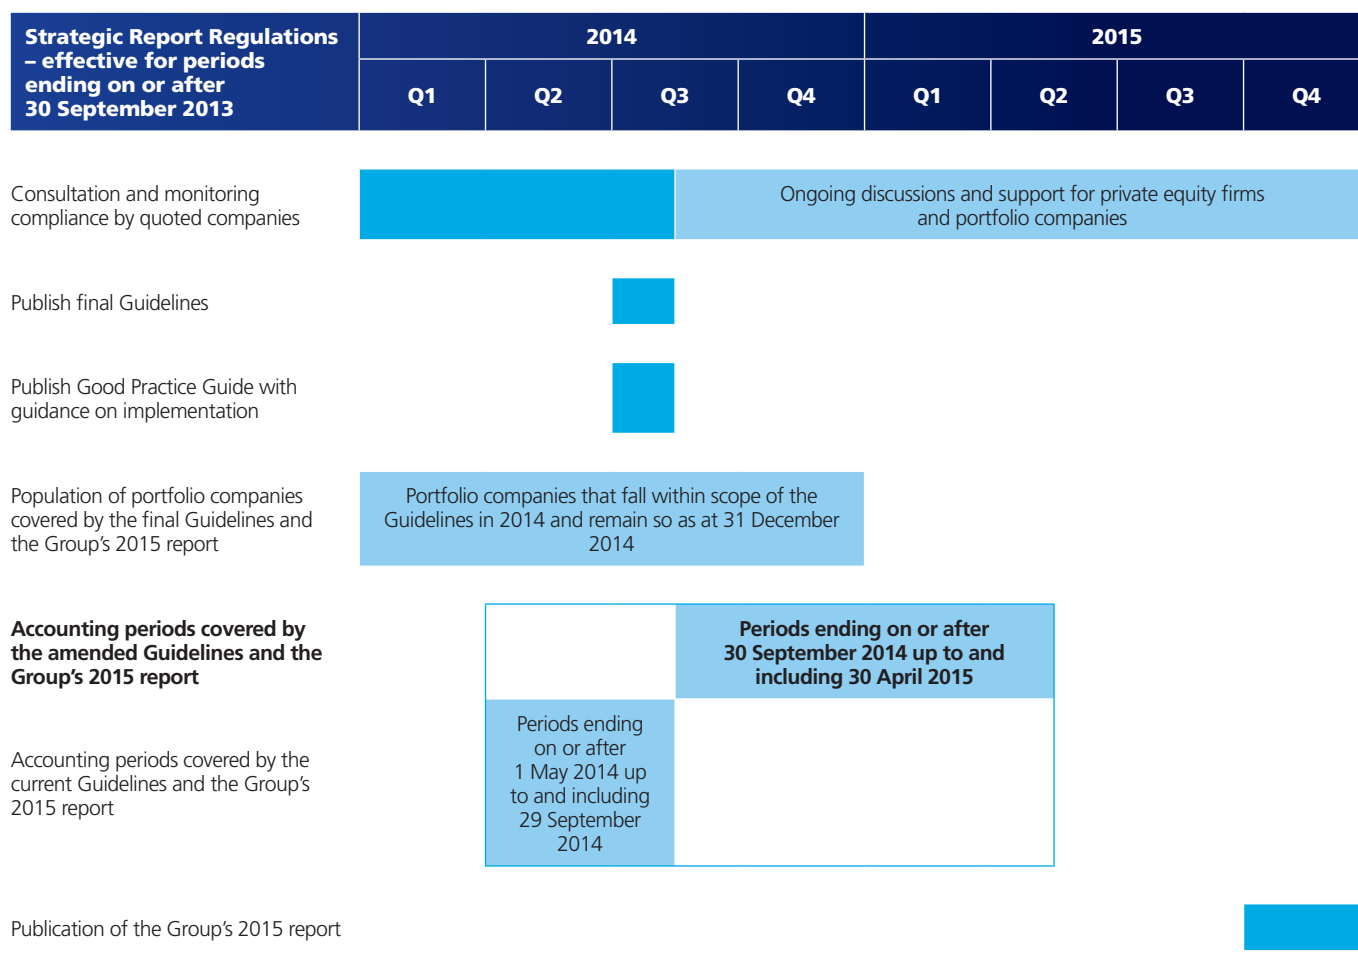 Strategic Report Regulations
– effective for periods
ending on or after
30 September 2013
2014
2015
Q1
Q2
Q3
Q4
Q1
Q2
Q3
Q4
Consultation and monitoring
compliance by quoted companies
Ongoing discussions and support for private equity firms
and portfolio companies
Publish final Guidelines
Publish Good Practice Guide with
guidance on implementation
Population of portfolio companies
covered by the final Guidelines and
the Group’s 2015 report
Portfolio companies that fall within scope of the
Guidelines in 2014 and remain so as at 31 December
2014
Accounting periods covered by
the amended Guidelines and the
Group’s 2015 report
Periods ending on or after
30 September 2014 up to and
including 30 April 2015
Accounting periods covered by the
current Guidelines and the Group’s
2015 report
Periods ending
on or after
1 May 2014 up
to and including
29 September
2014
Publication of the Group’s 2015 report